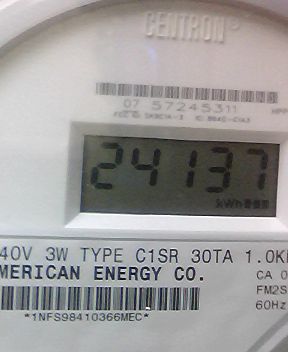 CENTRON®
07 57245311
24137
kWh
40V 3W TYPE C1SR 30TA 1.0K
MERICAN ENERGY CO.
CA 0
FM2S
60Hz
*1NFS98410366MEC*